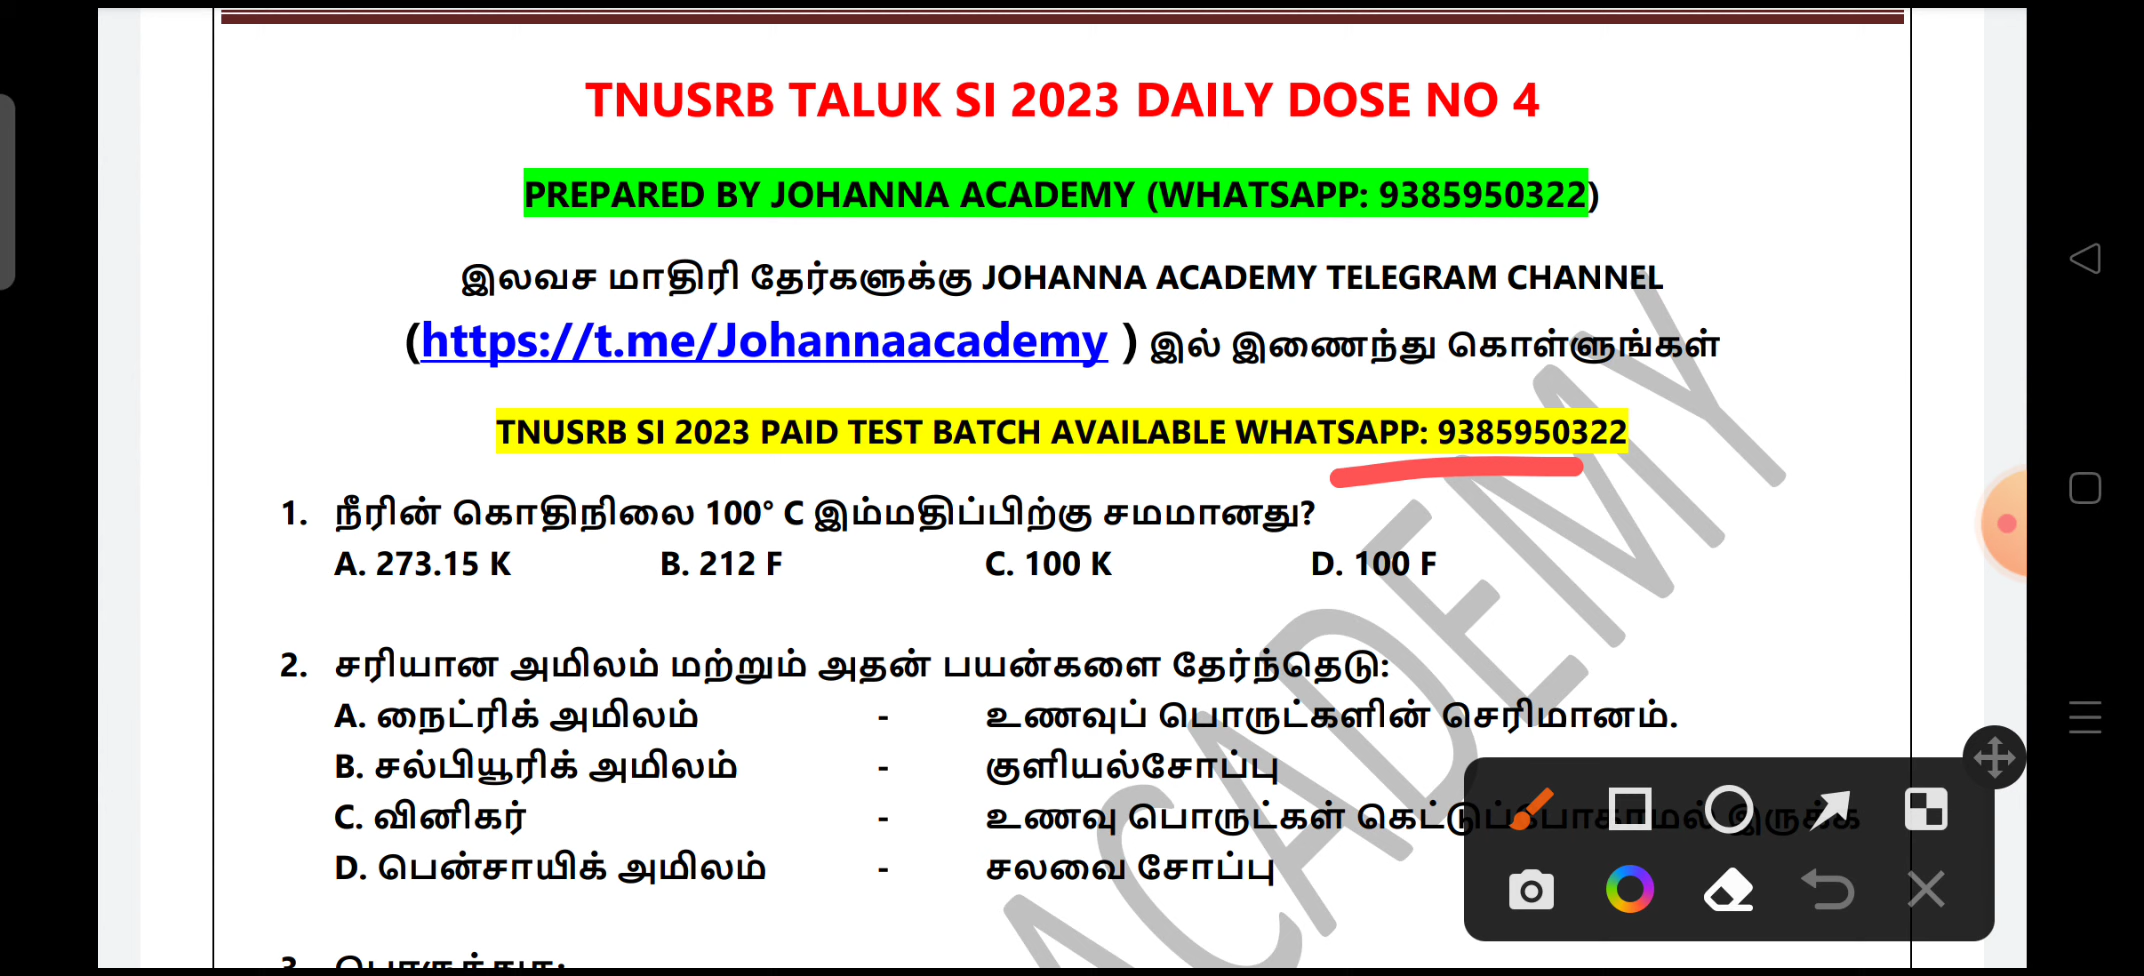 TNUSRB TALUK SI 2023 DAILY DOSE NO 4
PREPARED BY JOHANNA ACADEMY (WHATSAPP: 9385950322)
இலவச மாதிரி தேர்களுக்கு JOHANNA ACADEMY TELEGRAM CHANNEL
(https://t.me/Johannaacademy ) இல் இணைந்து கொள்ளுங்கள்
TNUSRB SI 2023 PAID TEST BATCH AVAILABLE WHATSAPP: 9385950322
1. நீரின் கொதிநிலை 100° C இம்மதிப்பிற்கு சமமானது?
A. 273.15 K B. 212 F C. 100 K D. 100 F
2. சரியான அமிலம் மற்றும் அதன் பயன்களை தேர்ந்தெடு:
A. நைட்ரிக் அமிலம் - உணவுப் பொருட்களின் செரிமானம்.
B. சல்பியூரிக் அமிலம் - குளியல்சோப்பு
C. வினிகர் - உணவு பொருட்கள் கெட்டுப்போகாமல் இருக்க
D. பென்சாயிக் அமிலம் - சலவை சோப்பு
3. பொருத்துக:
ACADEMY